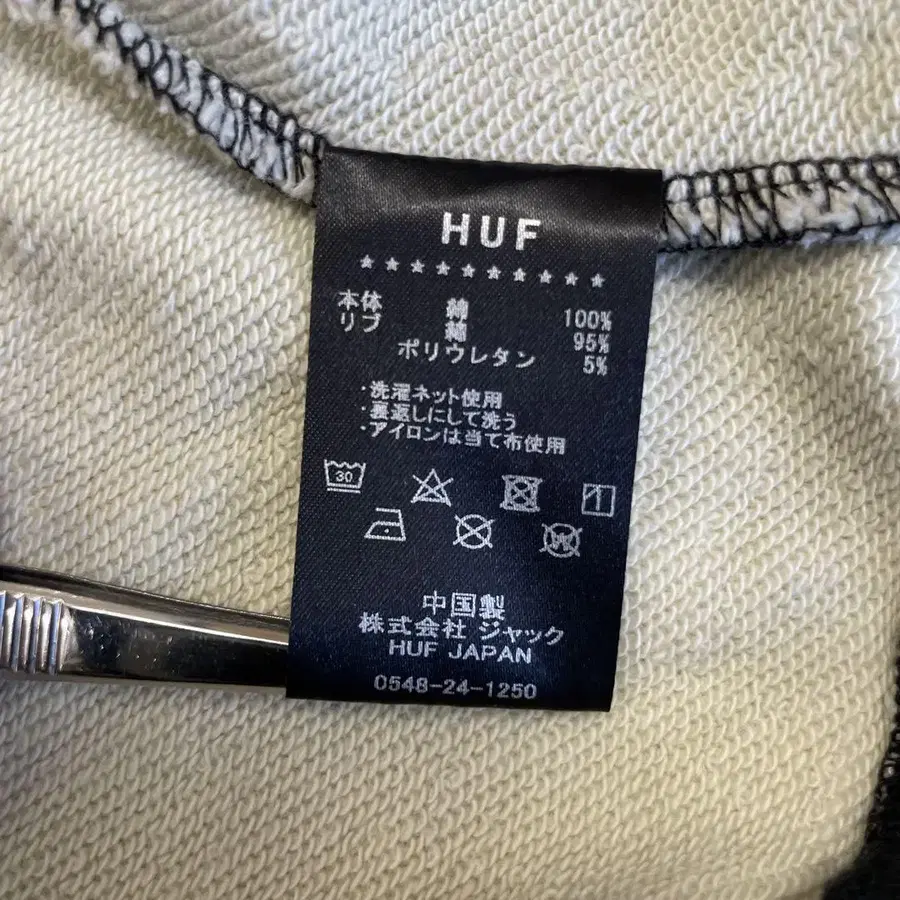 HUF
本体 綿 100%
リブ 綿 95%
ポリウレタン 5%
・洗濯ネット使用
・裏返しにして洗う
・アイロンは当て布使用
30
W
中国製
株式会社 ジャック
HUF JAPAN
0548-24-1250